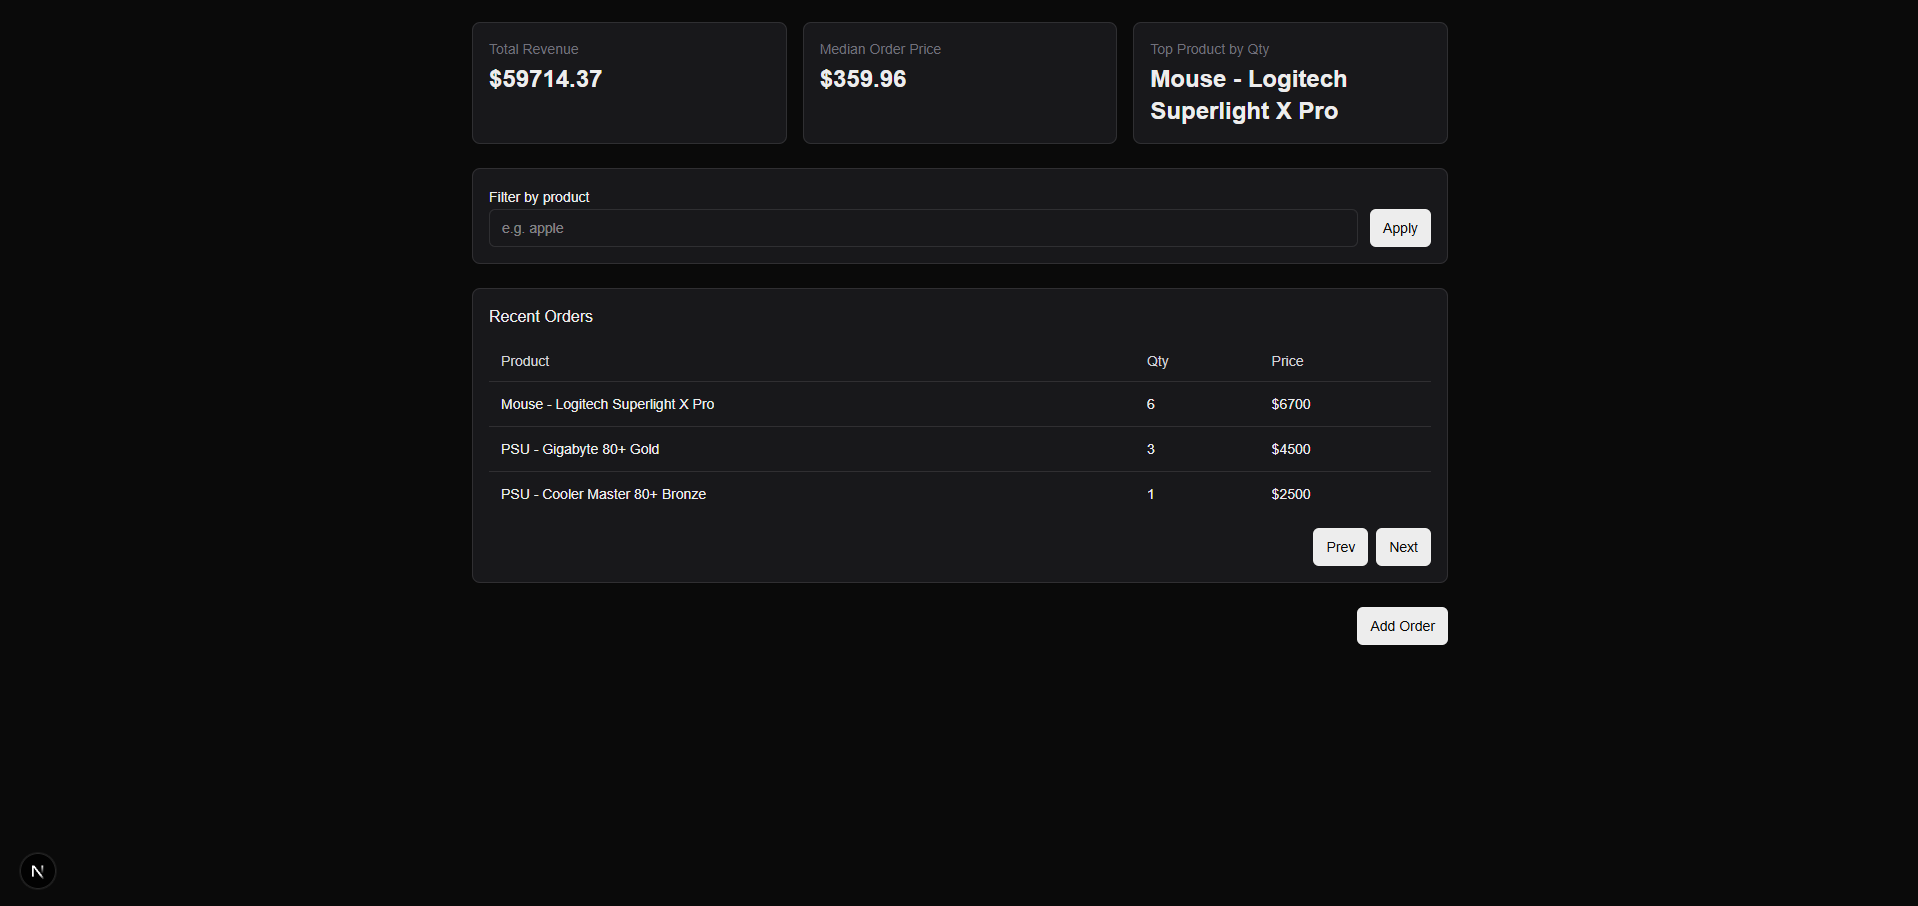 Total Revenue
$59714.37
Median Order Price
$359.96
Top Product by Qty
Mouse - Logitech
Superlight X Pro
Filter by product
e.g. apple
Apply
Recent Orders
Product Qty Price
Mouse - Logitech Superlight X Pro 6 $6700
PSU - Gigabyte 80+ Gold 3 $4500
PSU - Cooler Master 80+ Bronze 1 $2500
Prev Next
Add Order
N